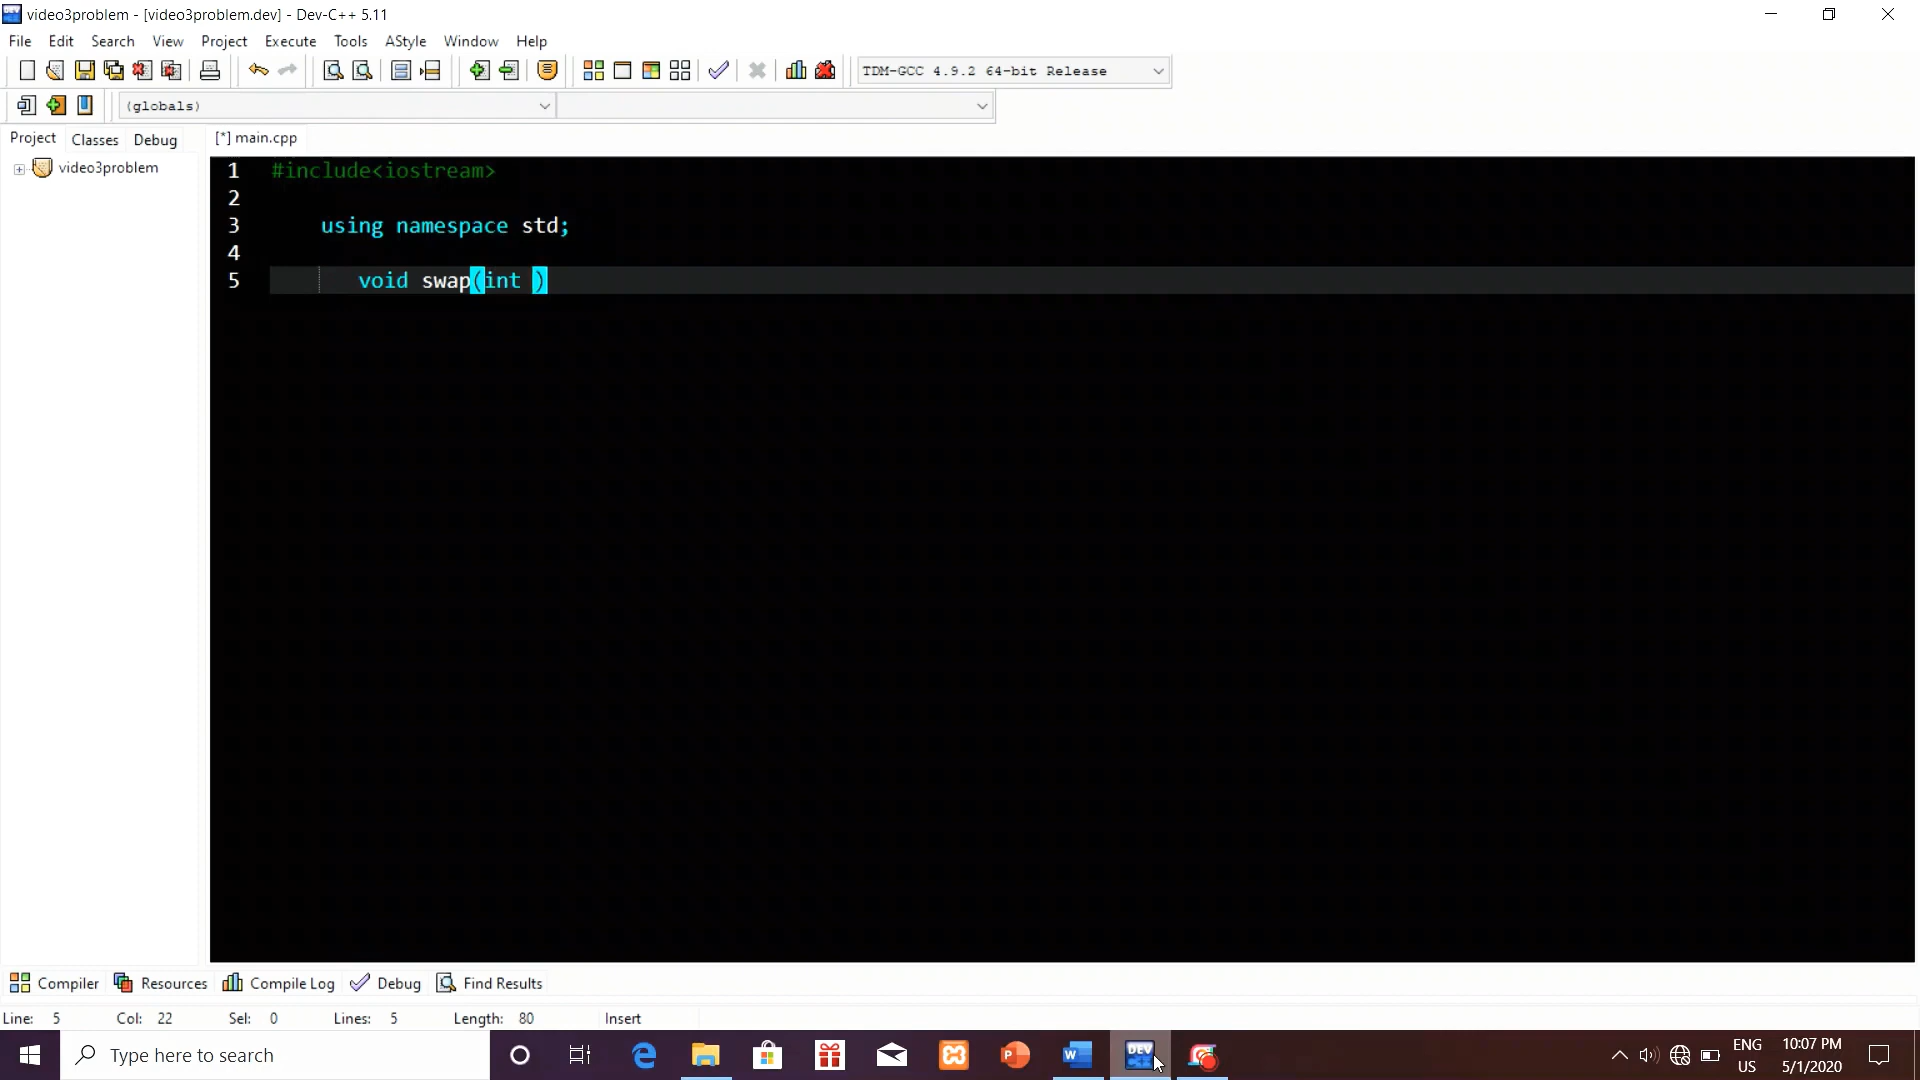 video3problem - [video3problem.dev] - Dev-C++ 5.11
File Edit Search View Project Execute Tools AStyle Window Help
TDM-GCC 4.9.2 64-bit Release
(globals)
Project Classes Debug [*] main.cpp
video3problem
1 #include<iostream>
2
3 using namespace std;
4
5 void swap(int )
Compiler Resources Compile Log Debug Find Results
Line: 5 Col: 22 Sel: 0 Lines: 5 Length: 80 Insert
Type here to search
DEV
ENG
US
10:07 PM
5/1/2020